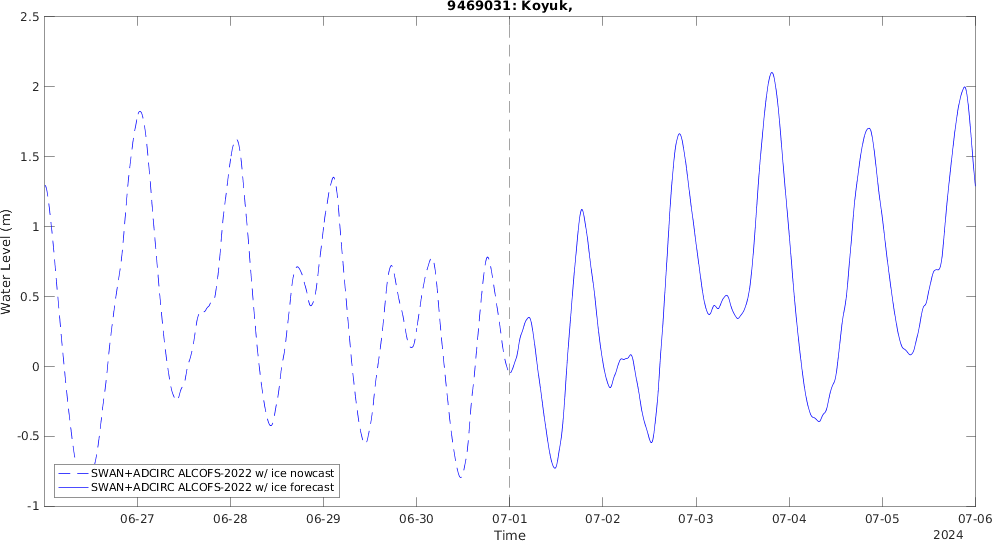 9469031: Koyuk,
2.5
2
1.5
1
0.5
0
-0.5
-1
Water Level (m)
SWAN+ADCIRC ALCOFS-2022 w/ ice nowcast
SWAN+ADCIRC ALCOFS-2022 w/ ice forecast
06-27 06-28 06-29 06-30 07-01 07-02 07-03 07-04 07-05 07-06
Time
2024